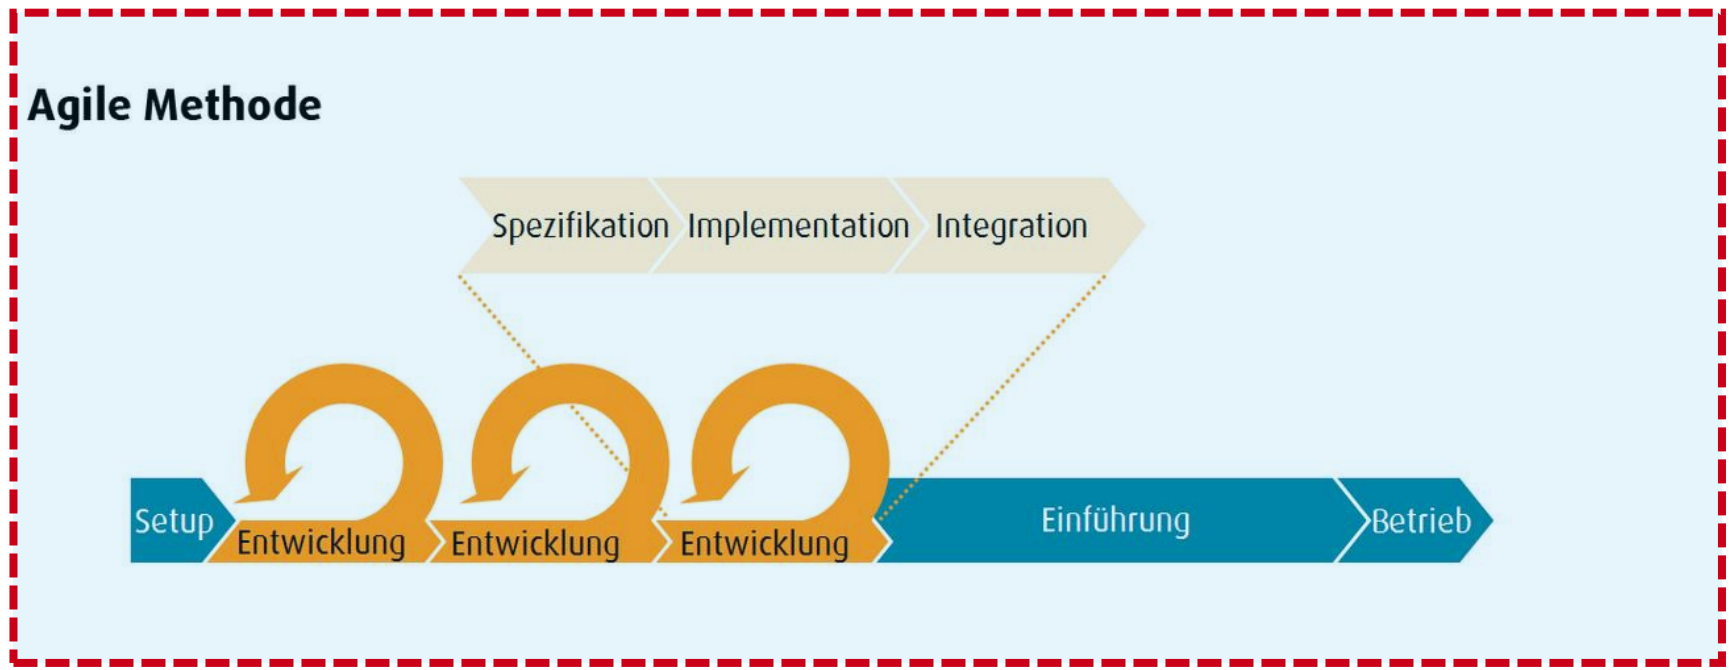 Agile Methode
Spezifikation Implementation Integration
Setup Entwicklung Entwicklung Entwicklung Einführung Betrieb